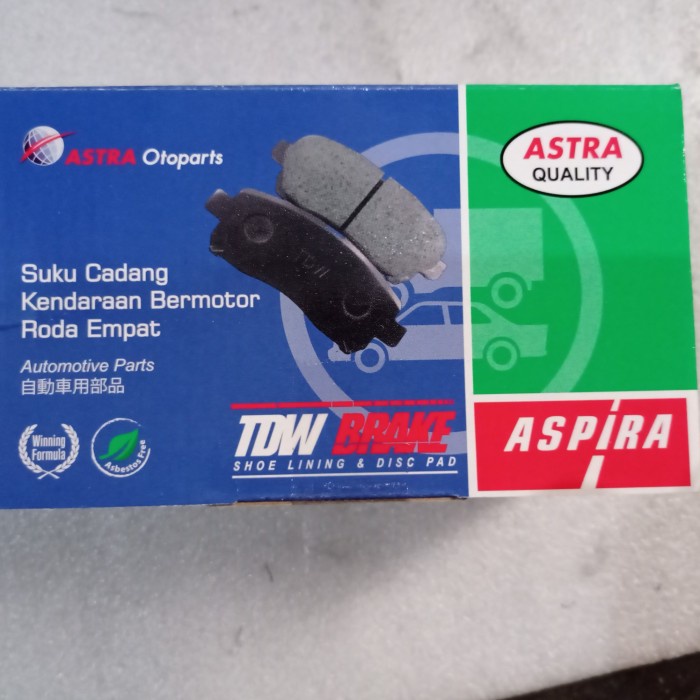 ASTRA Otoparts
Suku Cadang
Kendaraan Bermotor
Roda Empat
Automotive Parts
自動車用部品
Winning
Formula
Asbestos Free
TDW
TDW BRAKE
SHOE LINING & DISC PAD
ASTRA
QUALITY
ASPIRA